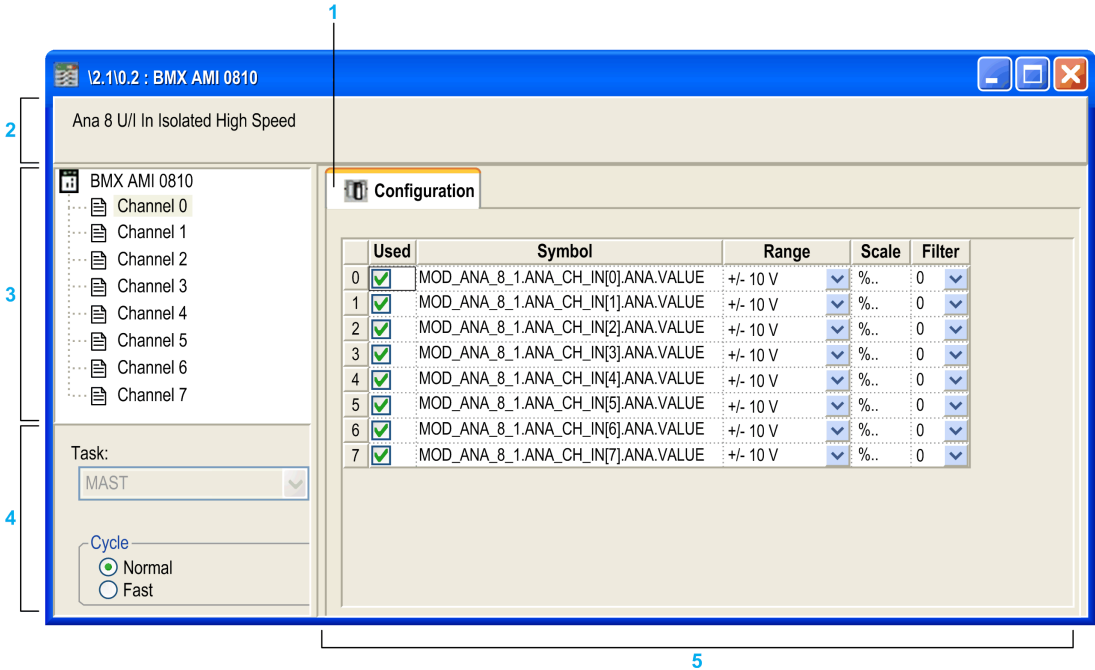 1
\2.1\0.2 : BMX AMI 0810
2
Ana 8 U/I In Isolated High Speed
3
BMX AMI 0810
Channel 0
Channel 1
Channel 2
Channel 3
Channel 4
Channel 5
Channel 6
Channel 7
4
Task:
MAST
Cycle
Normal
Fast
Configuration
Used Symbol Range Scale Filter
0 MOD_ANA_8_1.ANA_CH_IN[0].ANA.VALUE +/- 10 V %.. 0
1 MOD_ANA_8_1.ANA_CH_IN[1].ANA.VALUE +/- 10 V %.. 0
2 MOD_ANA_8_1.ANA_CH_IN[2].ANA.VALUE +/- 10 V %.. 0
3 MOD_ANA_8_1.ANA_CH_IN[3].ANA.VALUE +/- 10 V %.. 0
4 MOD_ANA_8_1.ANA_CH_IN[4].ANA.VALUE +/- 10 V %.. 0
5 MOD_ANA_8_1.ANA_CH_IN[5].ANA.VALUE +/- 10 V %.. 0
6 MOD_ANA_8_1.ANA_CH_IN[6].ANA.VALUE +/- 10 V %.. 0
7 MOD_ANA_8_1.ANA_CH_IN[7].ANA.VALUE +/- 10 V %.. 0
5